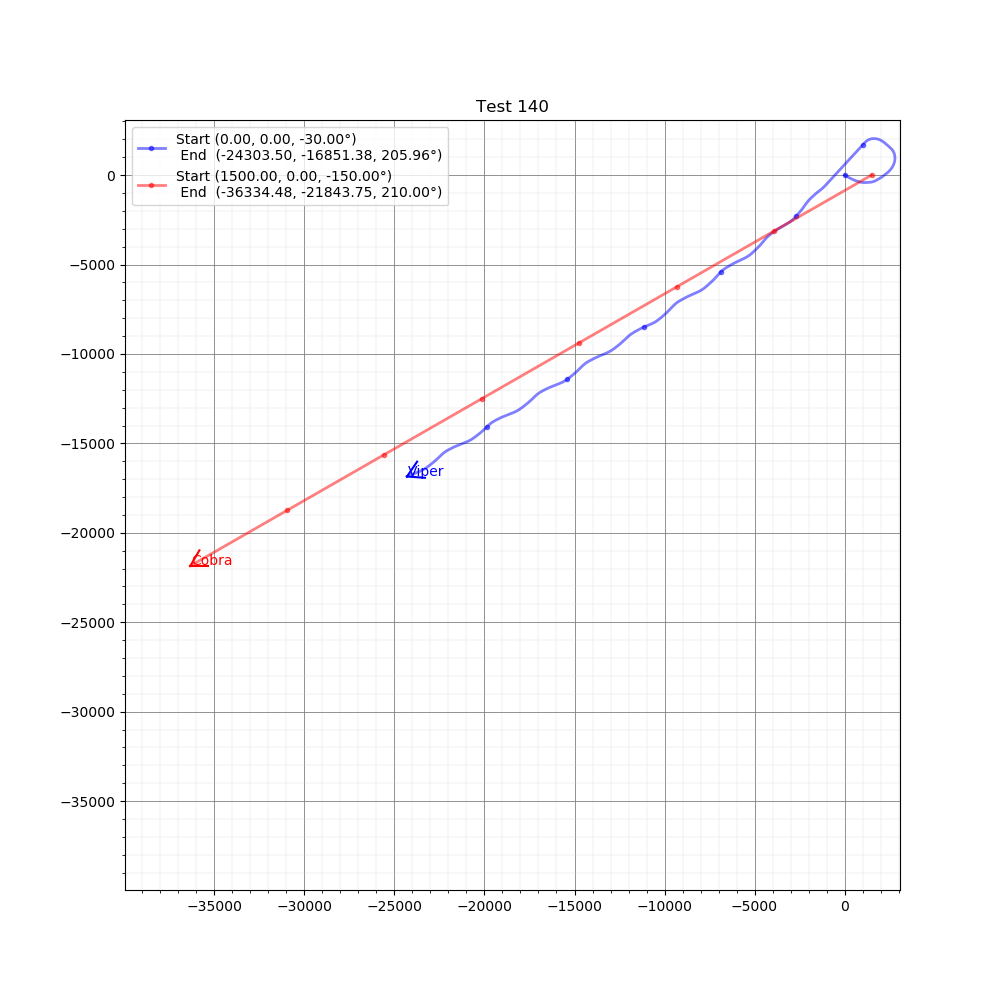 Test 140
Start (0.00, 0.00, -30.00°)
End (-24303.50, -16851.38, 205.96°)
Start (1500.00, 0.00, -150.00°)
End (-36334.48, -21843.75, 210.00°)
0
−5000
−10000
−15000
Viper
−20000
Cobra
−25000
−30000
−35000
−35000 −30000 −25000 −20000 −15000 −10000 −5000 0